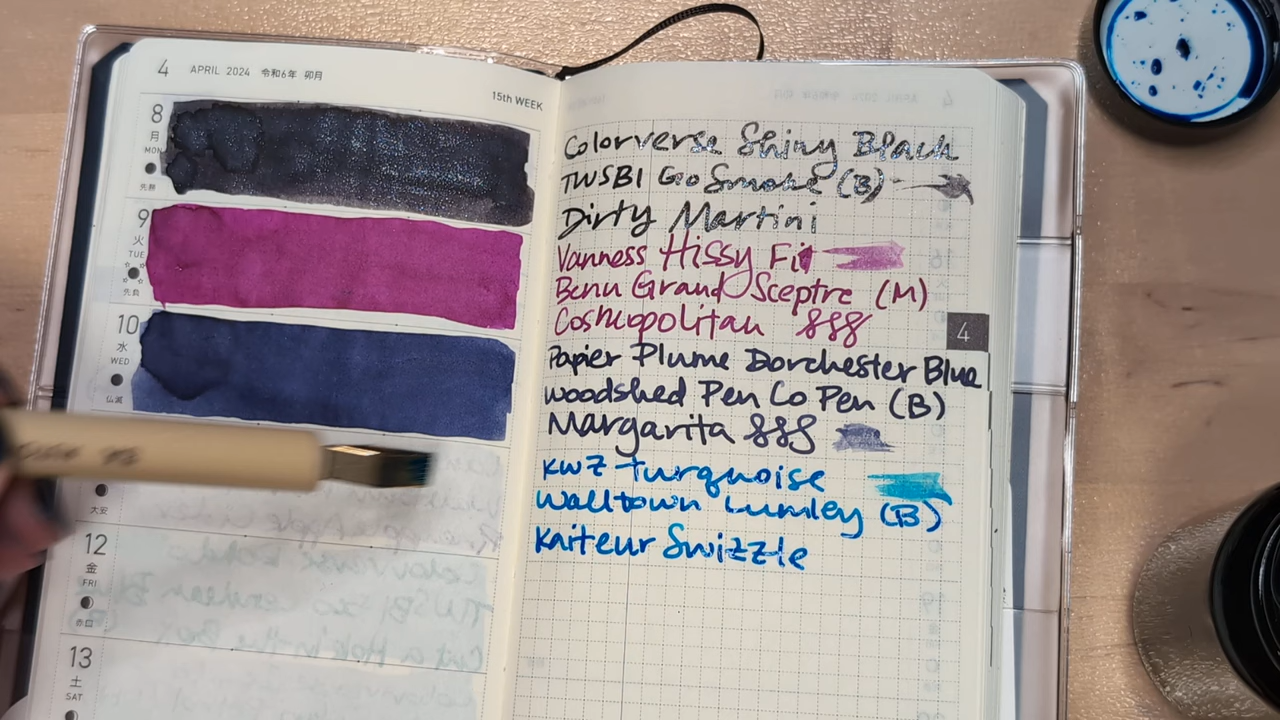 4 APRIL 2024 令和6年 卯月
15th WEEK
8
月
MON
先勝
9
火
TUE
先負
10
水
WED
仏滅
大安
12
金
FRI
赤口
13
土
SAT
Colorverse Shiny Black
TWSBI Go Smoke (B)
Dirty Martini
Vanness Hissy Fit
Benu Grand Sceptre (M)
Cosmopolitan
4
Papier Plume Dorchester Blue
Woodshed Pen Co Pen (B)
Margarita
KWZ Turquoise
Walltown Lumley (B)
Kaiteur Swizzle